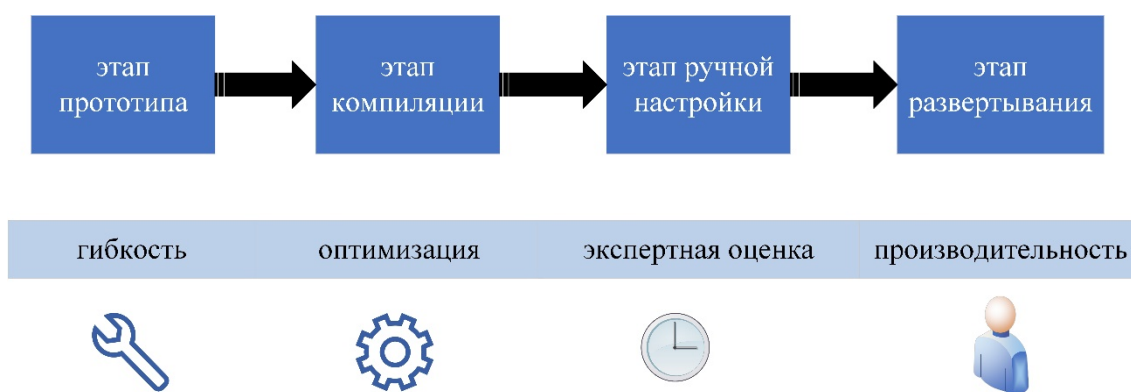 этап
прототипа
этап
компиляции
этап ручной
настройки
этап
развертывания
гибкость
оптимизация
экспертная оценка
производительность